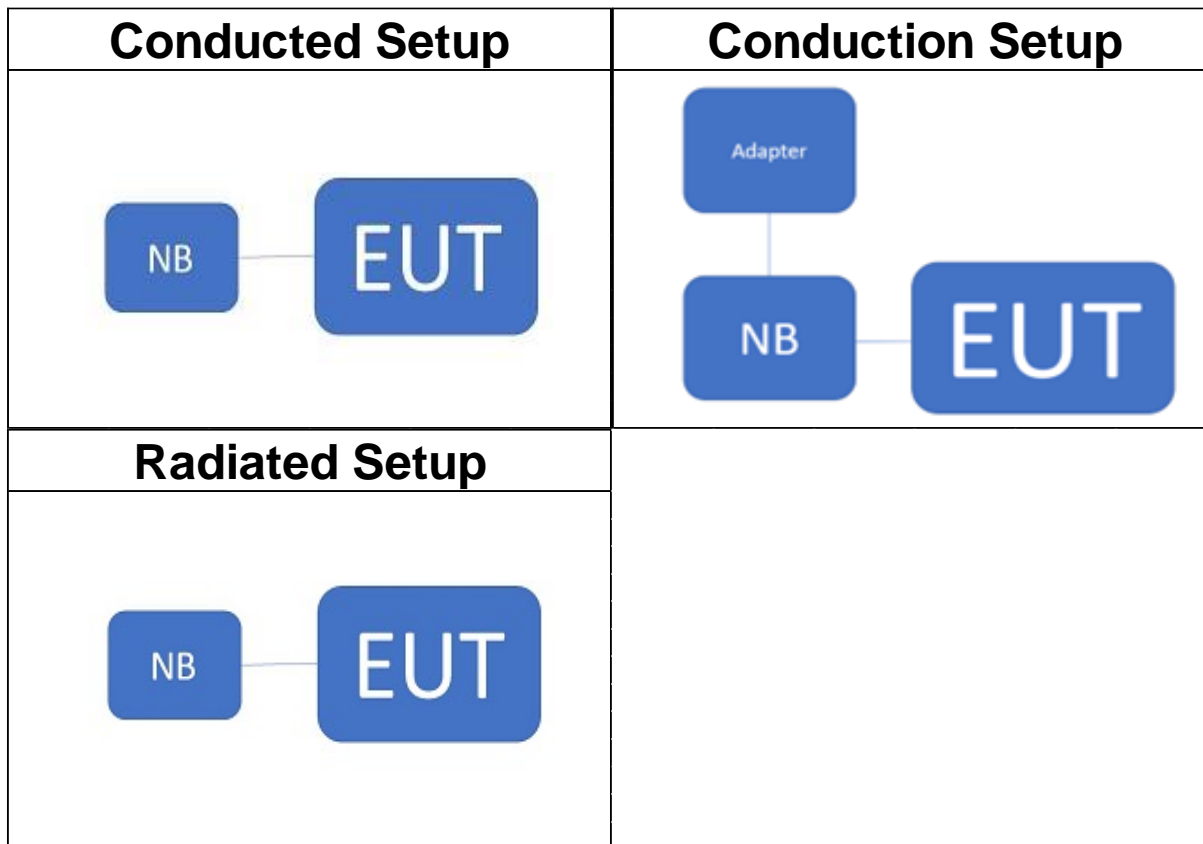 Conducted Setup
Conduction Setup
NB
EUT
Adapter
NB
EUT
Radiated Setup
NB
EUT